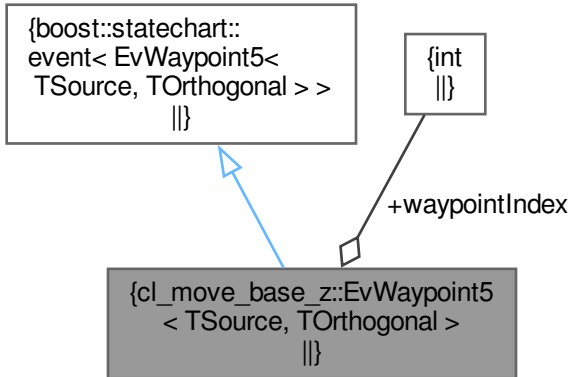 {boost::statechart::
event< EvWaypoint5<
TSource, TOrthogonal > >
||}
{int
||}
+waypointIndex
{cl_move_base_z::EvWaypoint5
< TSource, TOrthogonal >
||}